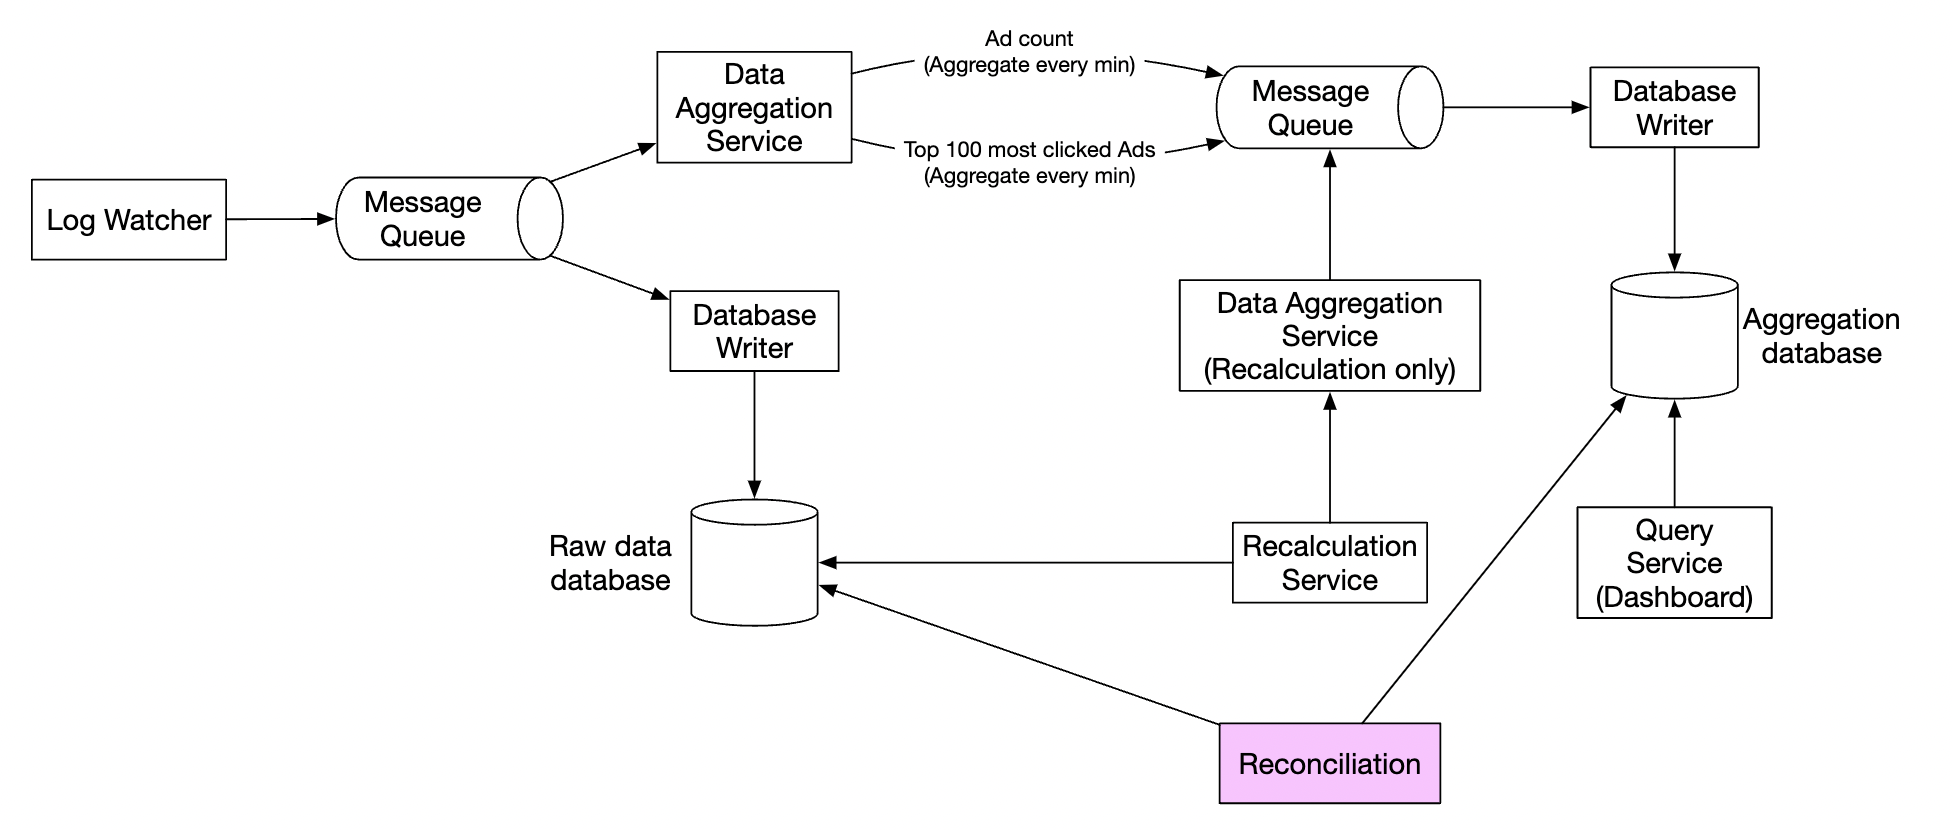 Ad count
(Aggregate every min)
Data
Aggregation
Service
Message
Queue
Database
Writer
Top 100 most clicked Ads
(Aggregate every min)
Log Watcher
Message
Queue
Database
Writer
Data Aggregation
Service
(Recalculation only)
Aggregation
database
Raw data
database
Recalculation
Service
Query
Service
(Dashboard)
Reconciliation